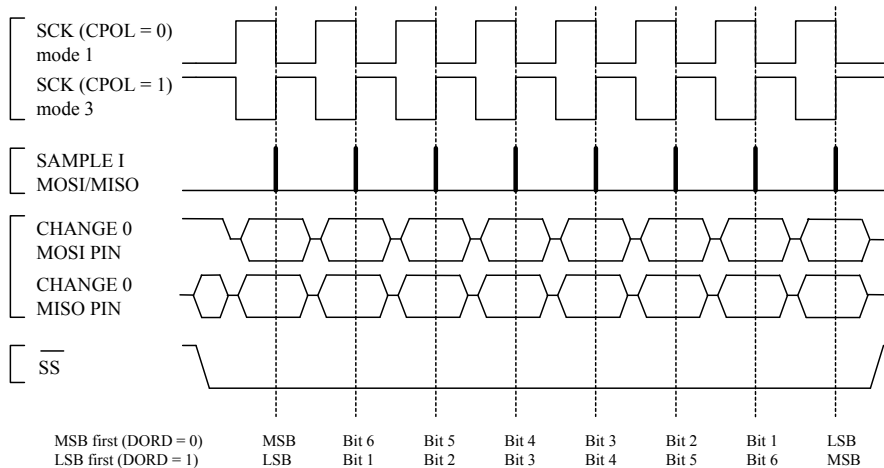 SCK (CPOL = 0)
mode 1
SCK (CPOL = 1)
mode 3
SAMPLE I
MOSI/MISO
CHANGE 0
MOSI PIN
CHANGE 0
MISO PIN
SS
MSB first (DORD = 0) MSB Bit 6 Bit 5 Bit 4 Bit 3 Bit 2 Bit 1 LSB
LSB first (DORD = 1) LSB Bit 1 Bit 2 Bit 3 Bit 4 Bit 5 Bit 6 MSB